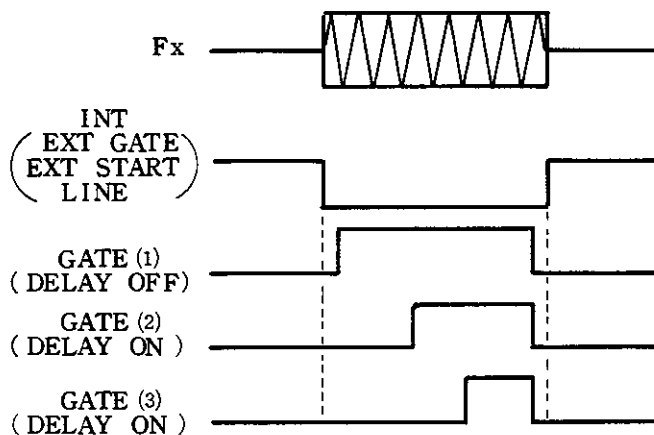 Fx
INT
EXT GATE
EXT START
LINE
GATE (1)
( DELAY OFF)
GATE (2)
( DELAY ON )
GATE (3)
( DELAY ON )